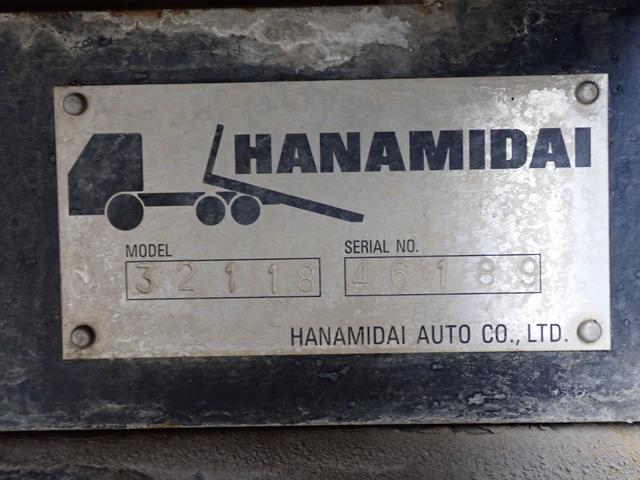 HANAMIDAI
MODEL
32118
SERIAL NO.
46189
HANAMIDAI AUTO CO., LTD.